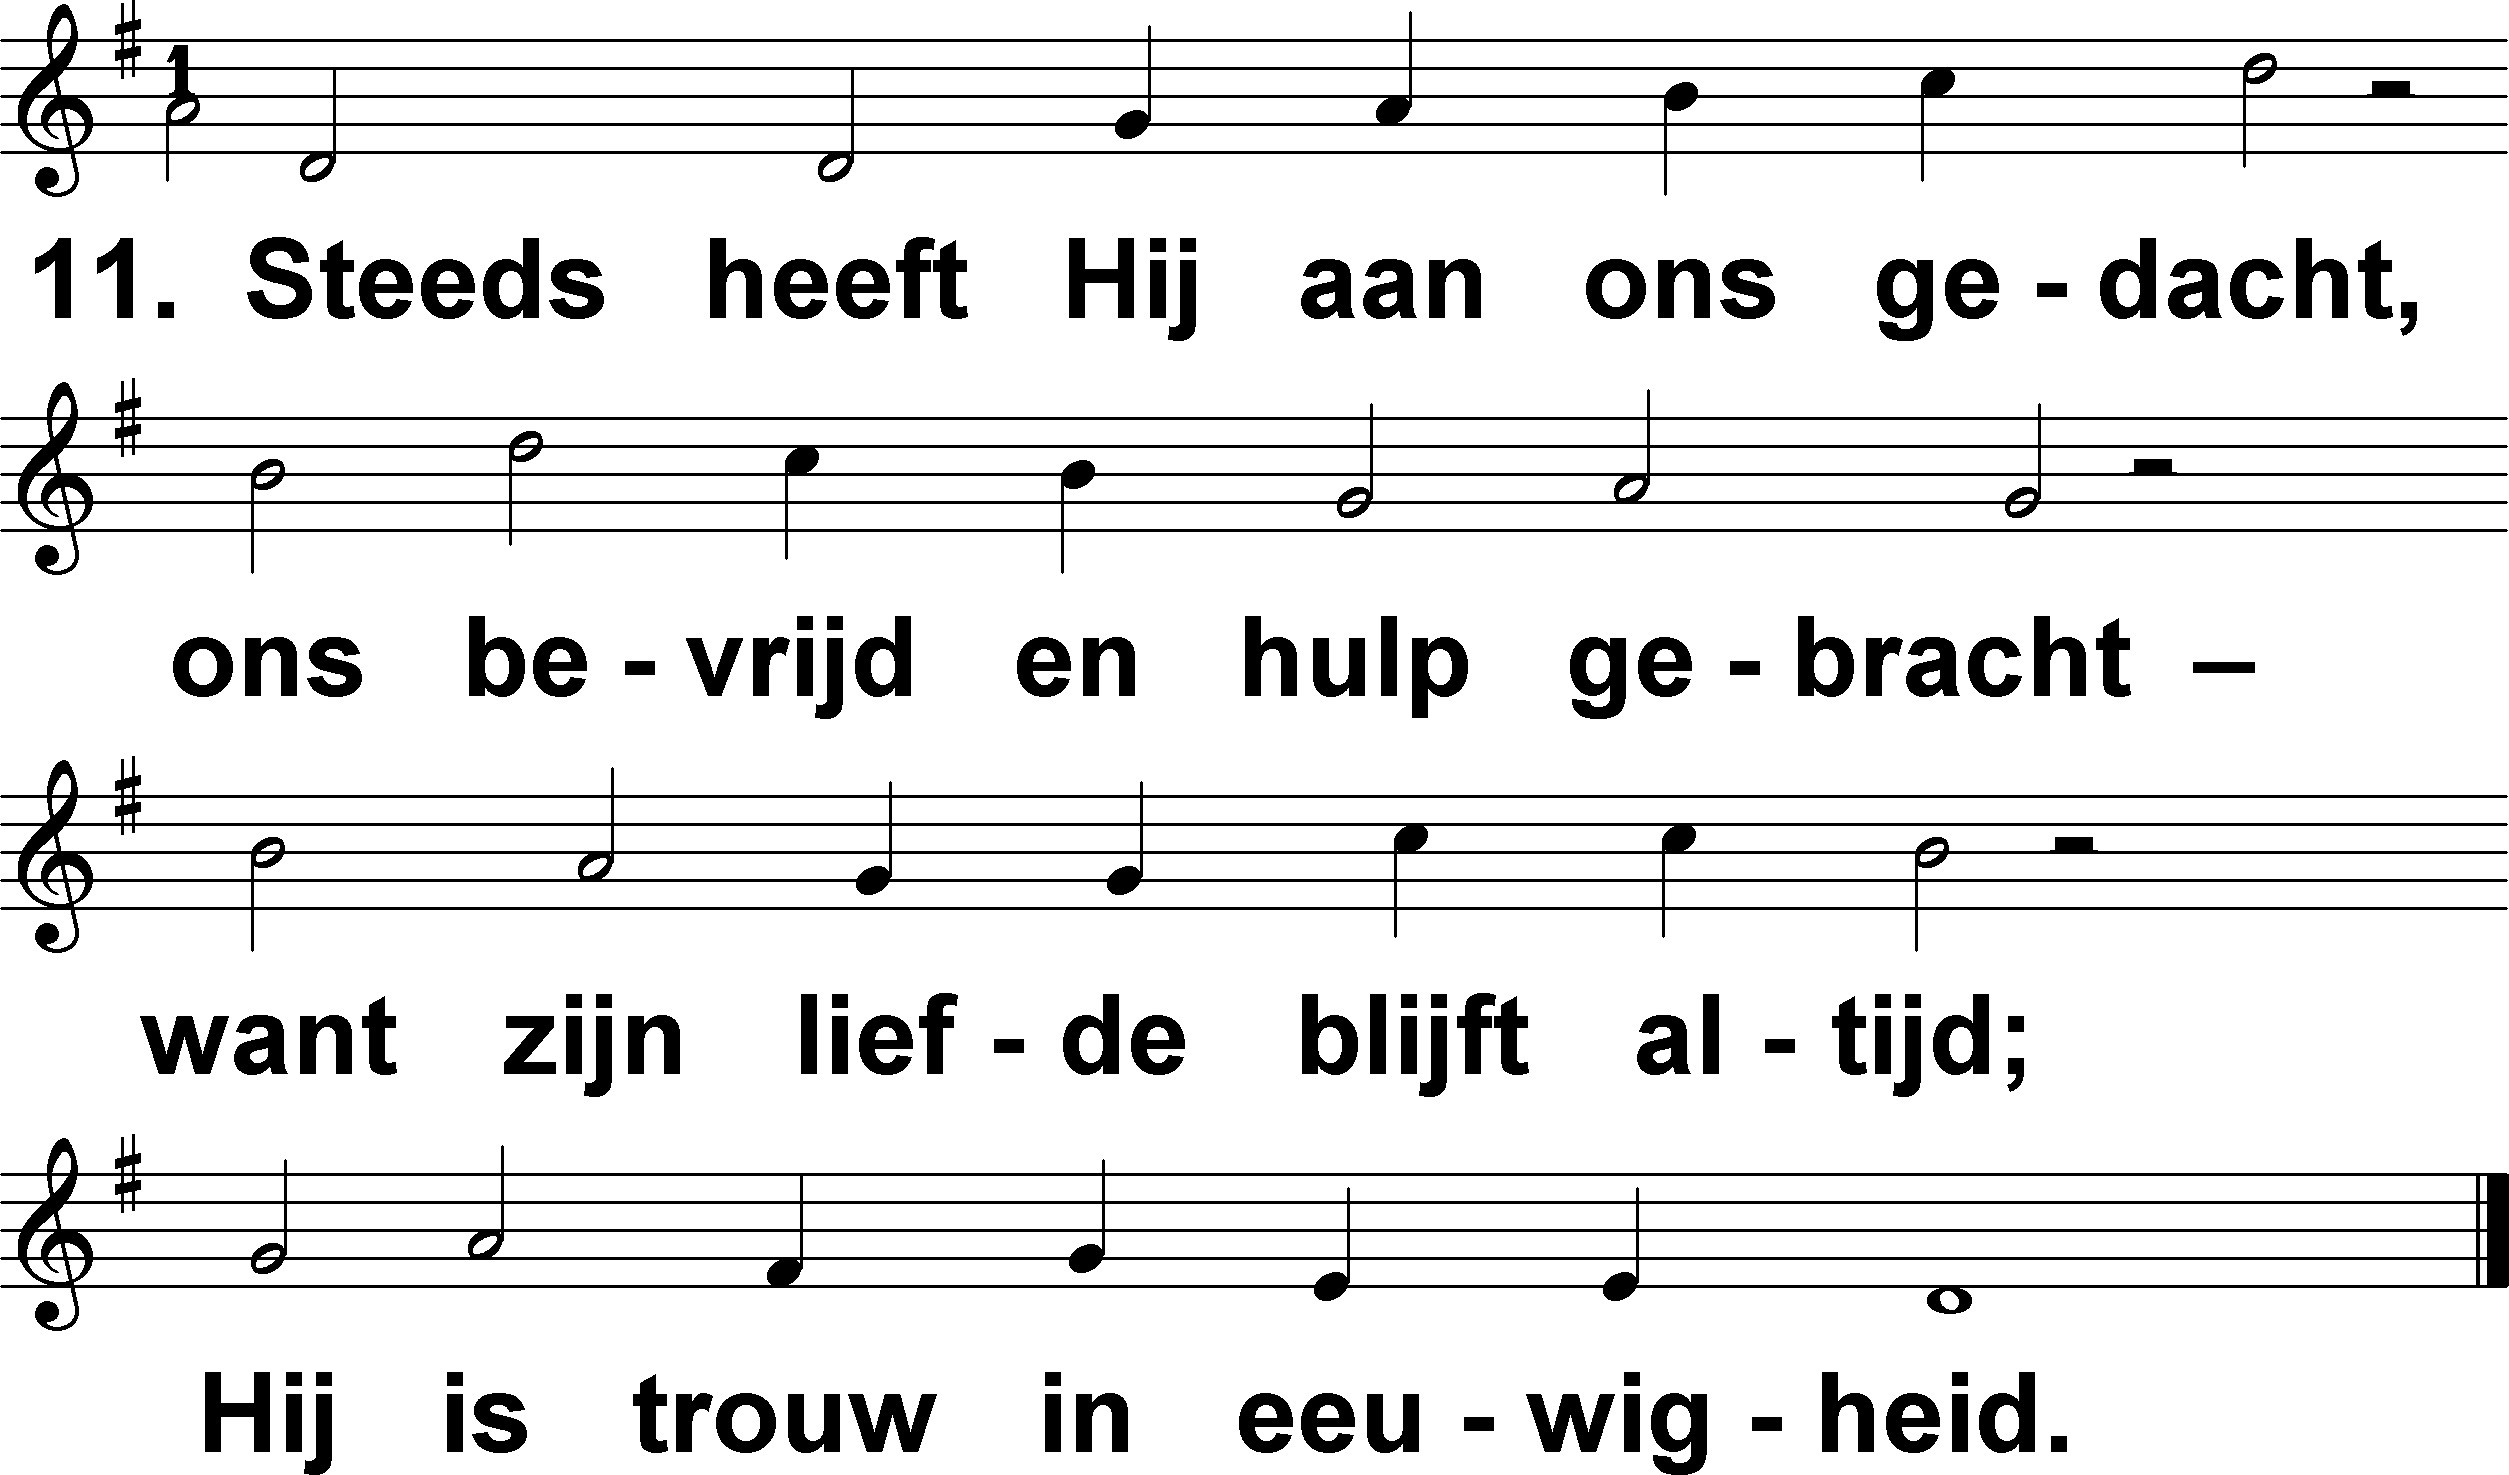 1
11. Steeds heeft Hij aan ons ge - dacht,
ons be - vrijd en hulp ge - bracht –
want zijn lief - de blijft al - tijd;
Hij is trouw in eeu - wig - heid.